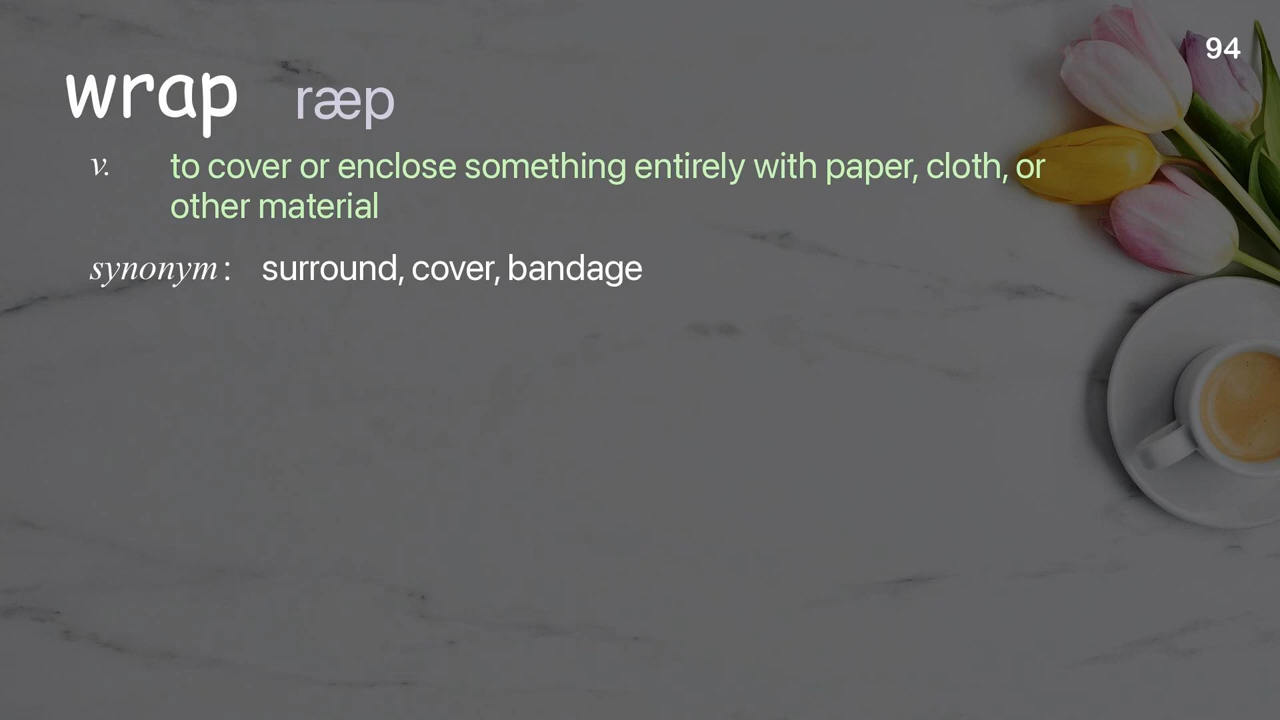 94
wrap ræp
v. to cover or enclose something entirely with paper, cloth, or
other material
synonym : surround, cover, bandage